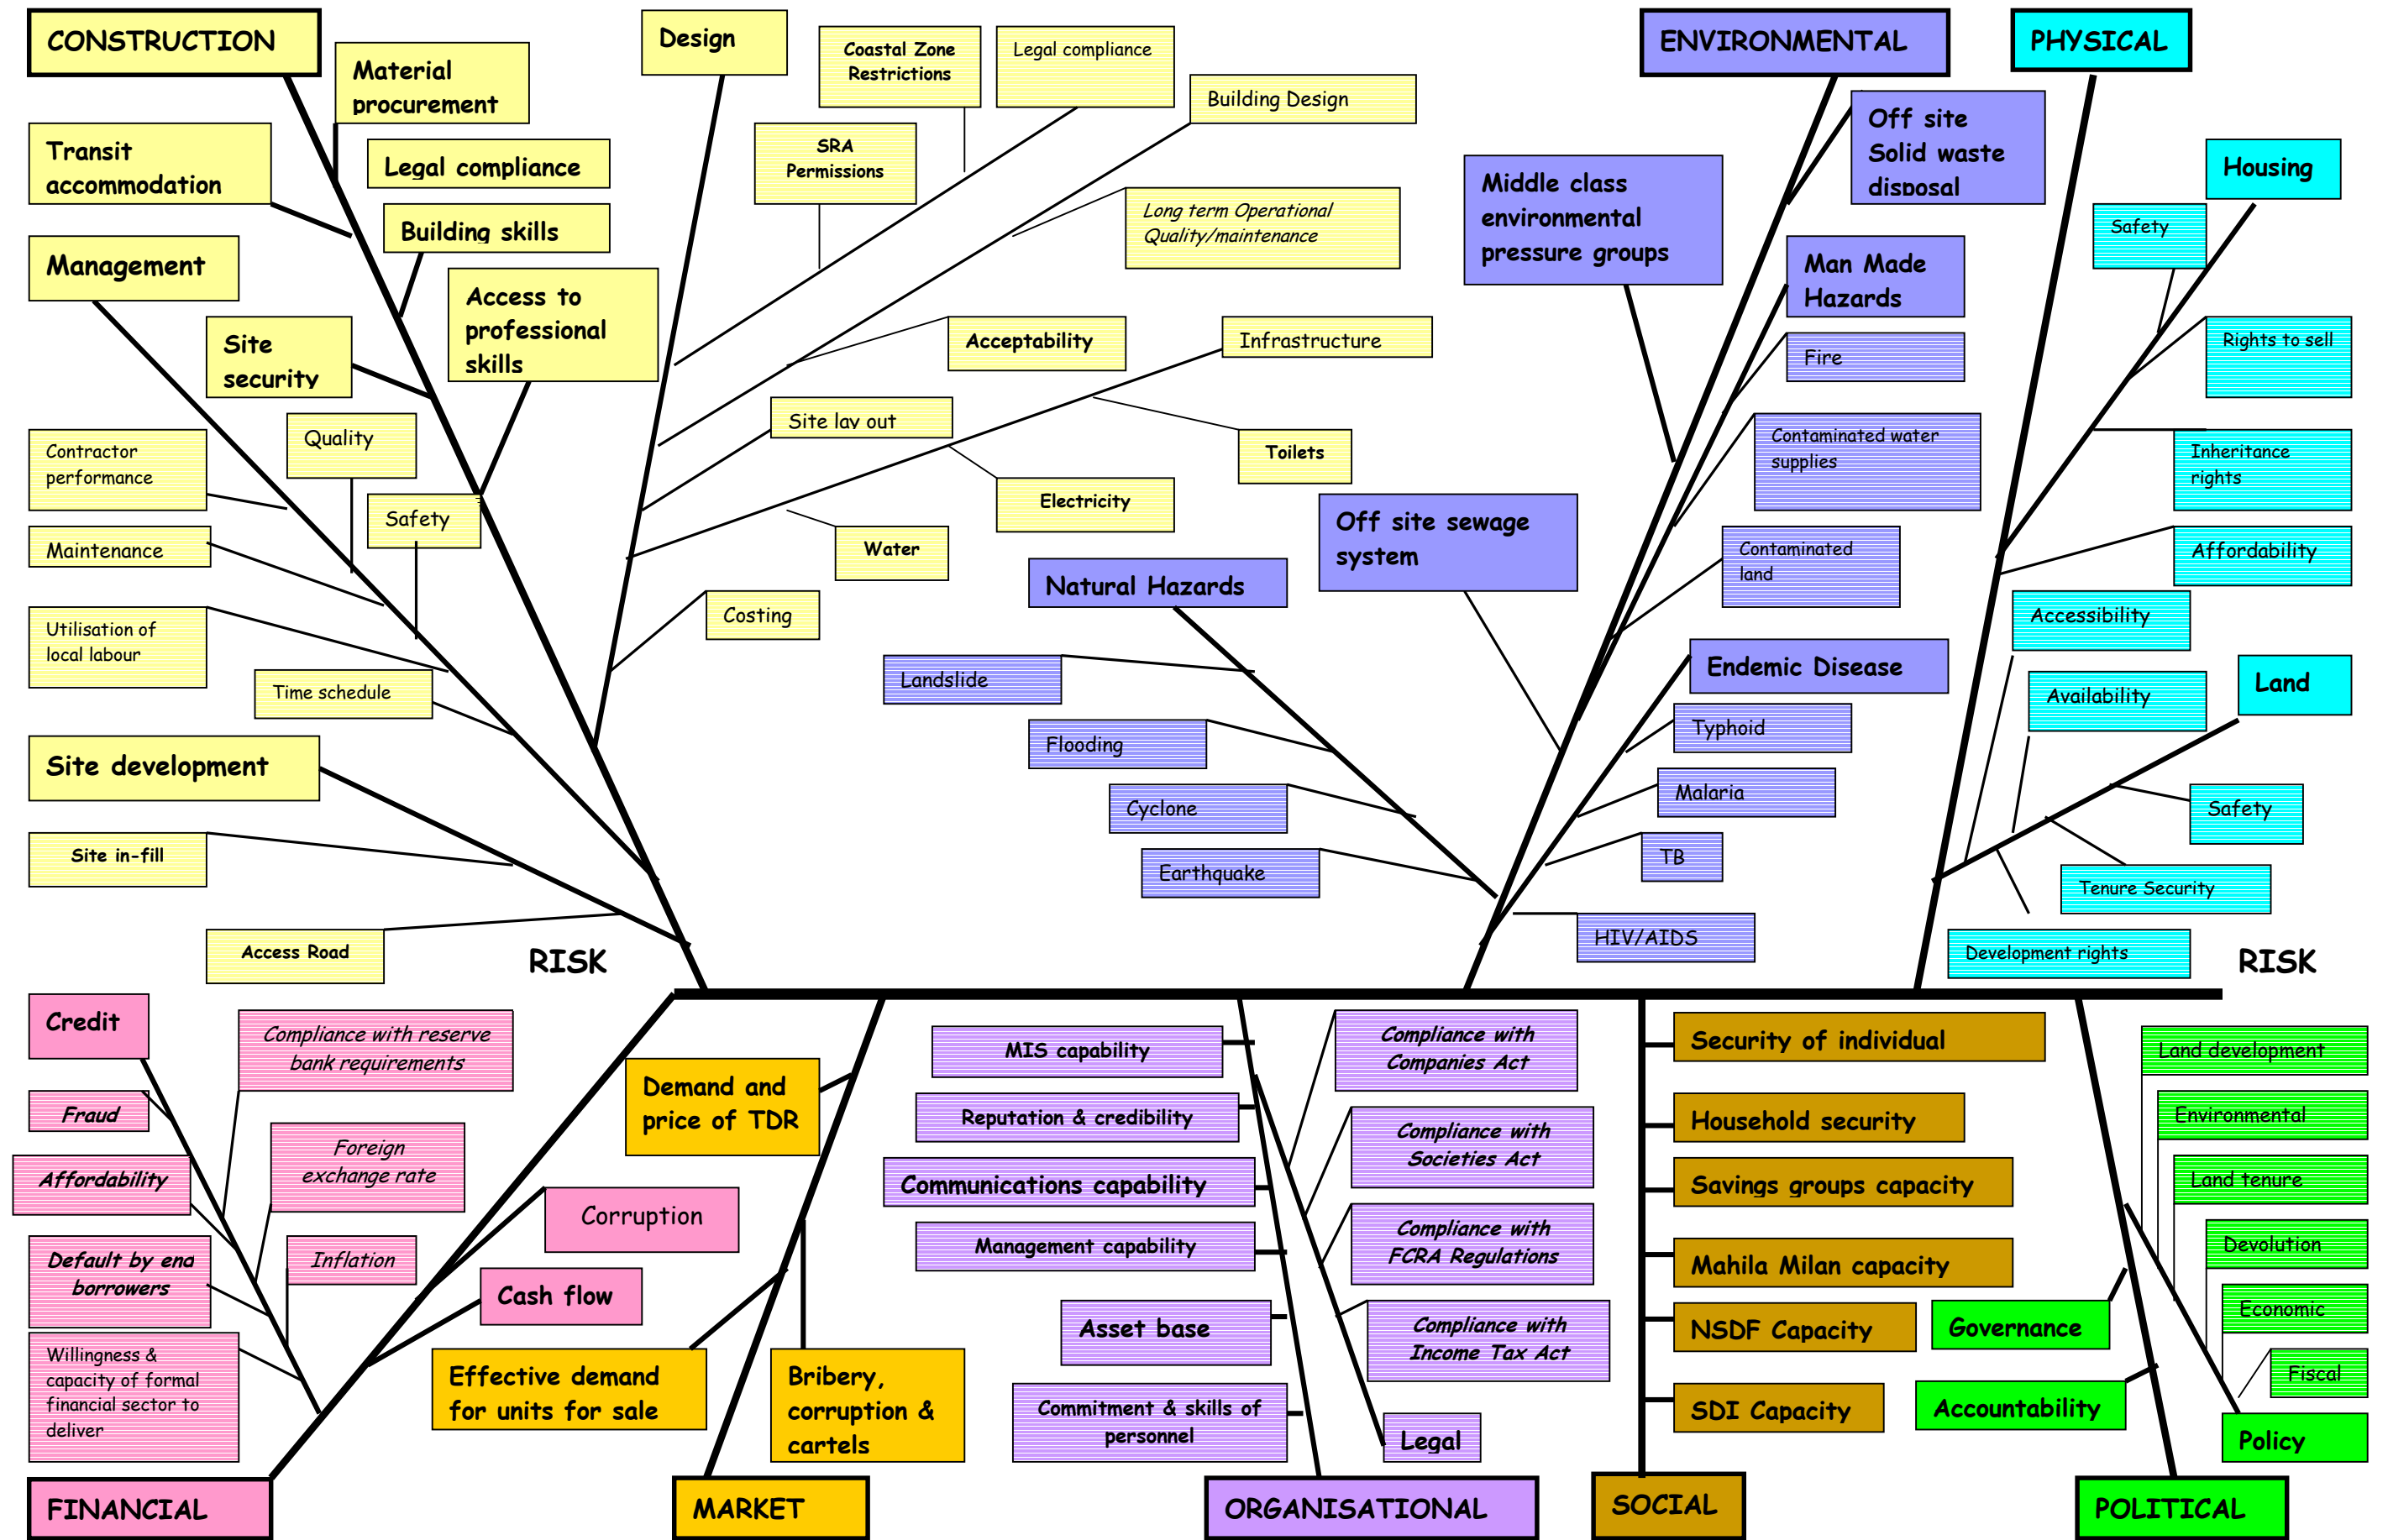 CONSTRUCTION
Material
procurement
Transit
accommodation
Legal compliance
Building skills
Management
Access to
professional
skills
Site
security
Quality
Contractor
performance
Safety
Maintenance
Utilisation of
local labour
Time schedule
Site development
Site in-fill
Access Road
Design
Coastal Zone
Restrictions
Legal compliance
Building Design
SRA
Permissions
Long term Operational
Quality/maintenance
Acceptability
Infrastructure
Site lay out
Toilets
Electricity
Water
Costing
ENVIRONMENTAL
Off site
Solid waste
disposal
Middle class
environmental
pressure groups
Man Made
Hazards
Fire
Contaminated water
supplies
Off site sewage
system
Contaminated
land
Natural Hazards
Landslide
Flooding
Cyclone
Earthquake
Endemic Disease
Typhoid
Malaria
TB
HIV/AIDS
PHYSICAL
Housing
Safety
Rights to sell
Inheritance
rights
Affordability
Accessibility
Availability
Land
Safety
Tenure Security
Development rights
RISK
RISK
Credit
Compliance with reserve
bank requirements
Fraud
Foreign
exchange rate
Affordability
Corruption
Default by end
borrowers
Inflation
Cash flow
Willingness &
capacity of formal
financial sector to
deliver
FINANCIAL
Demand and
price of TDR
Effective demand
for units for sale
Bribery,
corruption &
cartels
MARKET
MIS capability
Reputation & credibility
Communications capability
Management capability
Asset base
Commitment & skills of
personnel
Compliance with
Companies Act
Compliance with
Societies Act
Compliance with
FCRA Regulations
Compliance with
Income Tax Act
Legal
ORGANISATIONAL
Security of individual
Household security
Savings groups capacity
Mahila Milan capacity
NSDF Capacity
SDI Capacity
SOCIAL
Land development
Environmental
Land tenure
Devolution
Economic
Fiscal
Governance
Accountability
Policy
POLITICAL